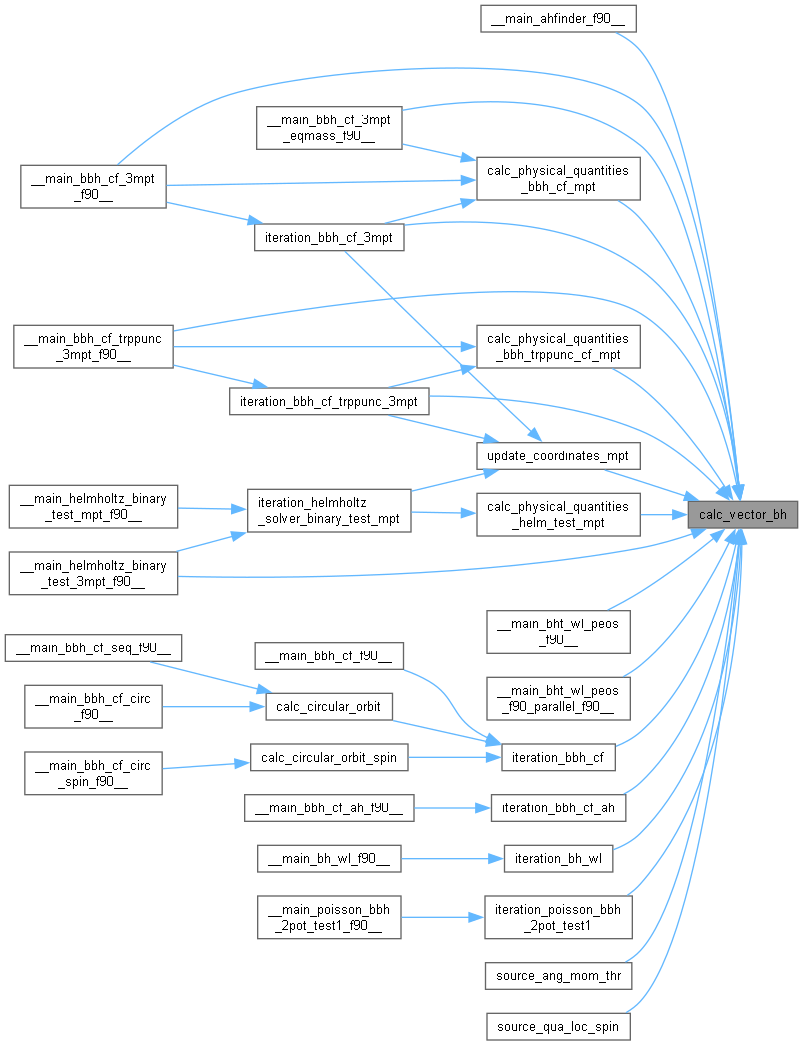 __main_ahfinder_f90__
__main_bbh_cf_3mpt
_eqmass_f90__
__main_bbh_cf_3mpt
_f90__
calc_physical_quantities
_bbh_cf_mpt
iteration_bbh_cf_3mpt
__main_bbh_cf_trppunc
_3mpt_f90__
calc_physical_quantities
_bbh_trppunc_cf_mpt
iteration_bbh_cf_trppunc_3mpt
update_coordinates_mpt
__main_helmholtz_binary
_test_mpt_f90__
iteration_helmholtz
_solver_binary_test_mpt
calc_physical_quantities
_helm_test_mpt
calc_vector_bh
__main_helmholtz_binary
_test_3mpt_f90__
__main_bht_wl_peos
_f90__
__main_bbh_cf_seq_f90__
__main_bbh_cf_f90__
__main_bht_wl_peos
_f90_parallel_f90__
__main_bbh_cf_circ
_f90__
calc_circular_orbit
__main_bbh_cf_circ
_spin_f90__
calc_circular_orbit_spin
iteration_bbh_cf
__main_bbh_cf_ah_f90__
iteration_bbh_cf_ah
__main_bh_wl_f90__
iteration_bh_wl
__main_poisson_bbh
_2pot_test1_f90__
iteration_poisson_bbh
_2pot_test1
source_ang_mom_thr
source_qua_loc_spin